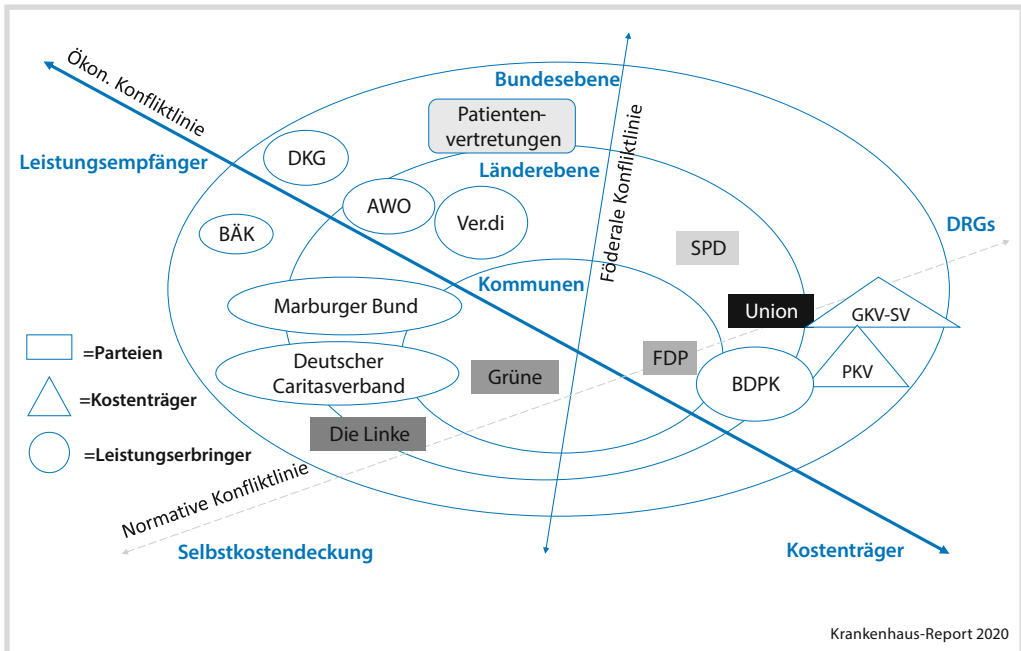 Ökon. Konfliktlinie
Bundesebene
Patienten-
vertretungen
Föderale Konfliktlinie
Leistungsempfänger
DKG
Länderebene
AWO
Ver.di
BÄK
SPD
DRGs
Kommunen
Marburger Bund
Union
GKV-SV
=Parteien
Deutscher
Caritasverband
Grüne
FDP
BDPK
PKV
=Kostenträger
Die Linke
=Leistungserbringer
Normative Konfliktlinie
Selbstkostendeckung
Kostenträger
Krankenhaus-Report 2020